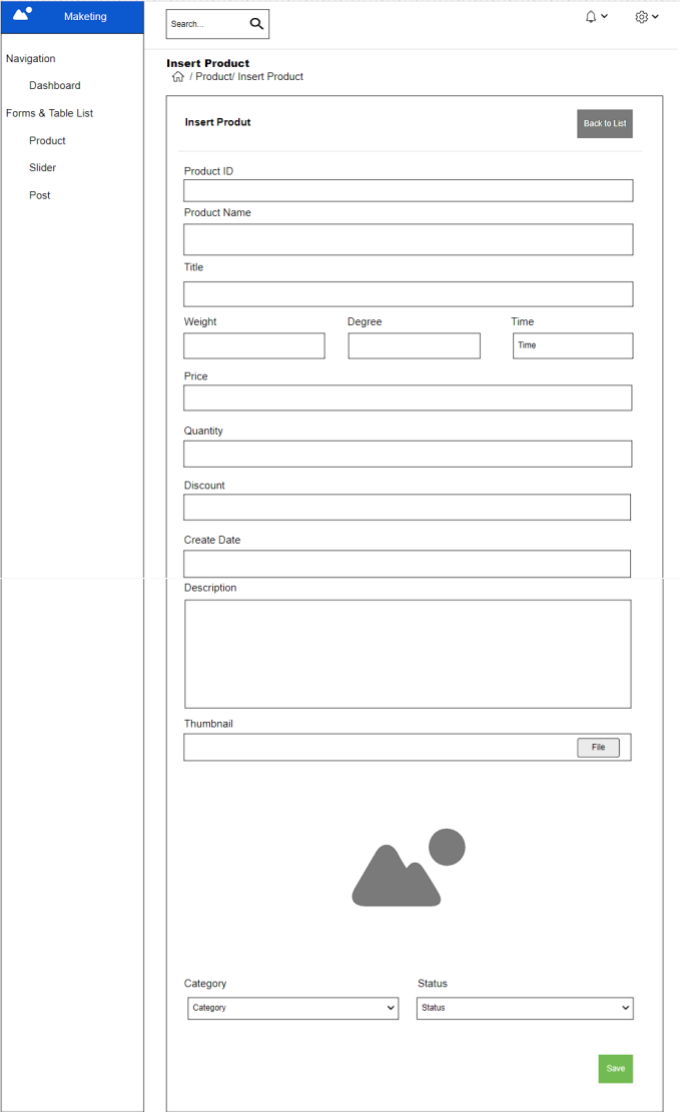 Maketing
Search...
Navigation
Dashboard
Forms & Table List
Product
Slider
Post
Insert Product
/ Product/ Insert Product
Insert Produt
Back to List
Product ID
Product Name
Title
Weight Degree Time
Time
Price
Quantity
Discount
Create Date
Description
Thumbnail
File
Category Status
Category Status
Save